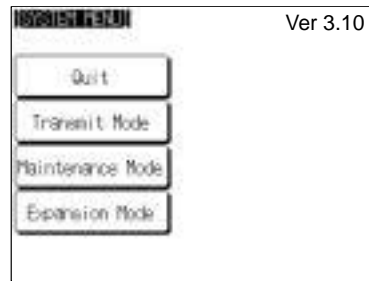 [SYSTEM MENU]
Ver 3.10
Quit
Transmit Mode
Maintenance Mode
Expansion Mode